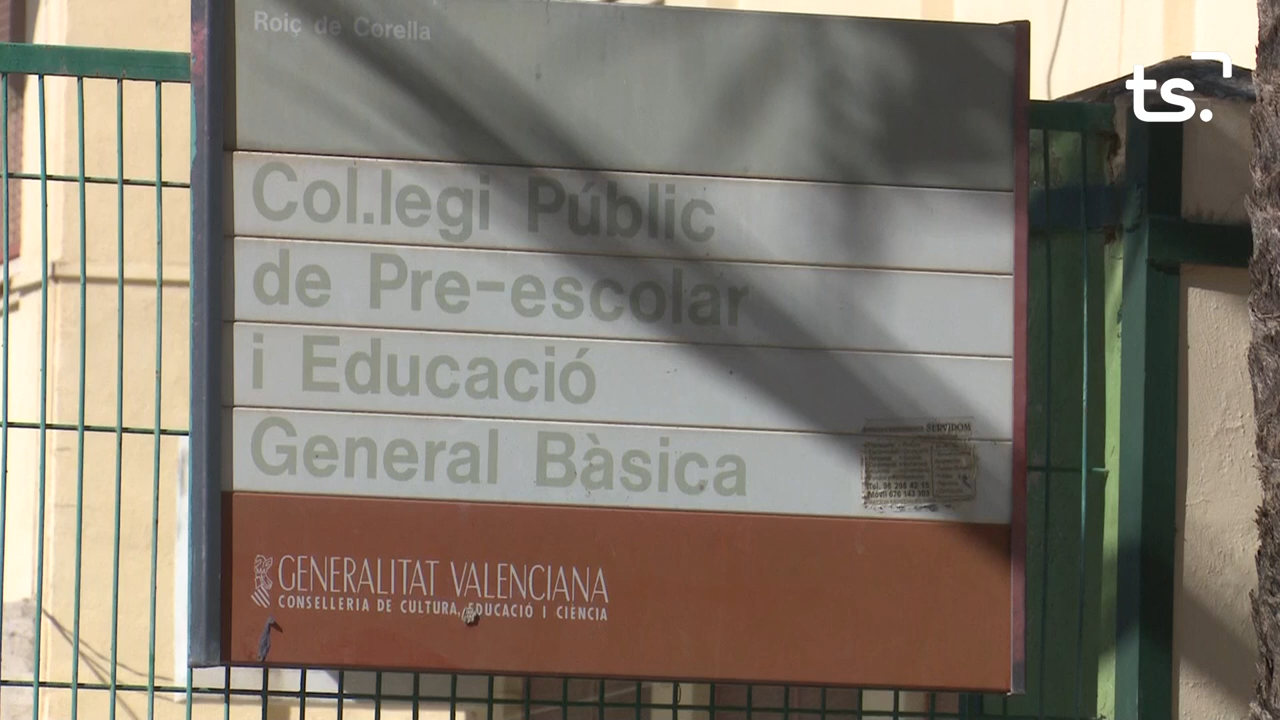 Roiç de Corella
ts.
Col.legi Públic
de Pre-escolar
i Educació
General Bàsica
SERVIDOM
GENERALITAT VALENCIANA
CONSELLERIA DE CULTURA, EDUCACIÓ I CIÈNCIA